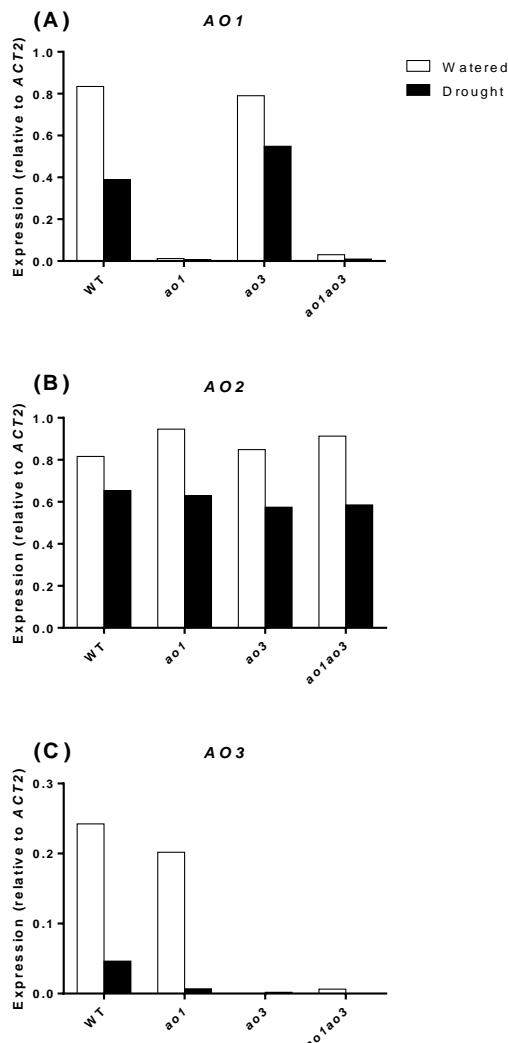 (A)
AO1
Expression (relative to ACT2)
1.0
0.8
0.6
0.4
0.2
0.0
WT
ao1
ao3
ao1ao3
Watered
Drought
(B)
AO2
Expression (relative to ACT2)
1.0
0.8
0.6
0.4
0.2
0.0
WT
ao1
ao3
ao1ao3
(C)
AO3
Expression (relative to ACT2)
0.3
0.2
0.1
0.0
WT
ao1
ao3
ao1ao3